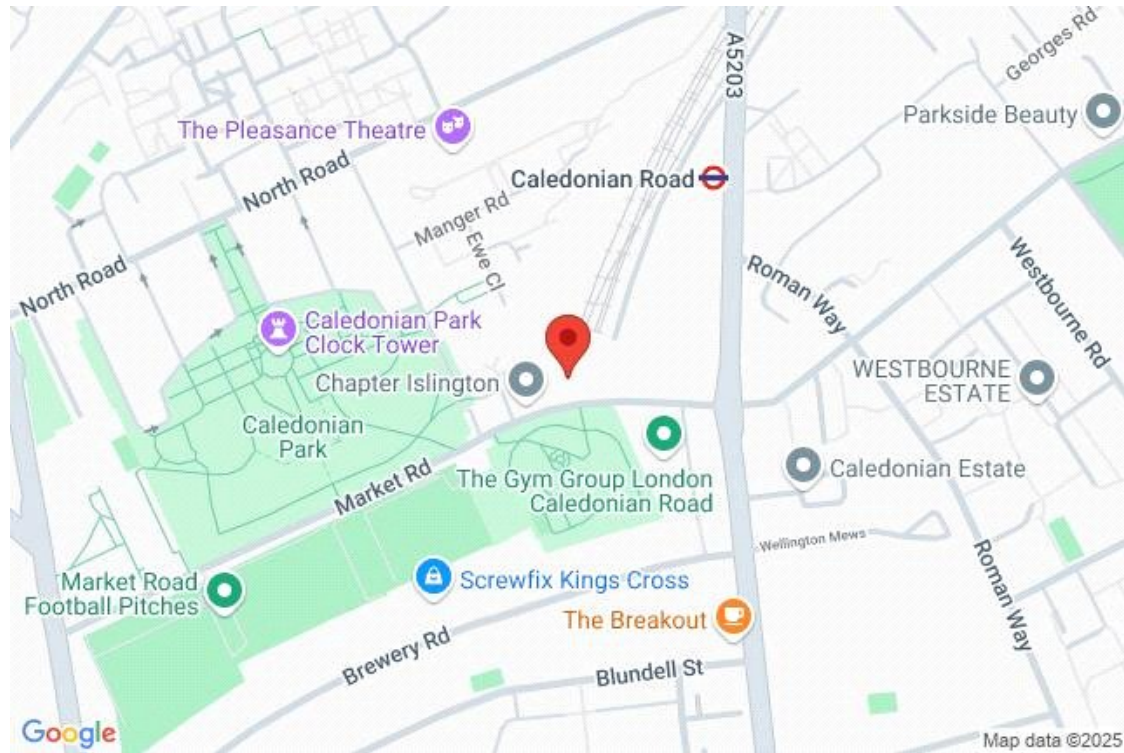 A5203
Georges Rd
Parkside Beauty
The Pleasance Theatre
North Road
Caledonian Road
Manger Rd
Ewe Cl
Roman Way
Westbourne Rd
North Road
Caledonian Park
Clock Tower
Chapter Islington
WESTBOURNE
ESTATE
Caledonian
Park
Market Rd
The Gym Group London
Caledonian Road
Caledonian Estate
Wellington Mews
Roman Way
Market Road
Football Pitches
Screwfix Kings Cross
The Breakout
Brewery Rd
Blundell St
Google
Map data ©2025